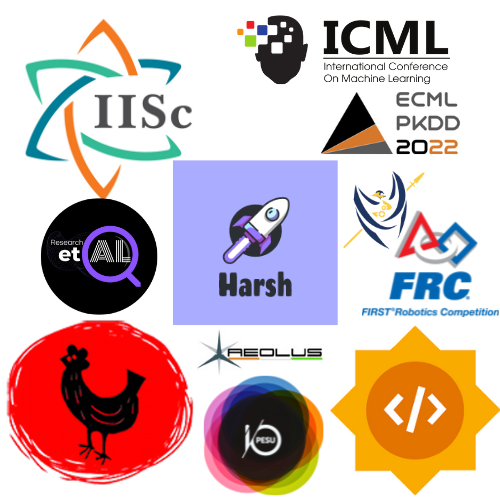 ICML
International Conference
On Machine Learning
IISc
ECML
PKDD
2022
Research
et AL
Harsh
FRC®
FIRST® Robotics Competition
AEOLUS
PESU
IO
<//>